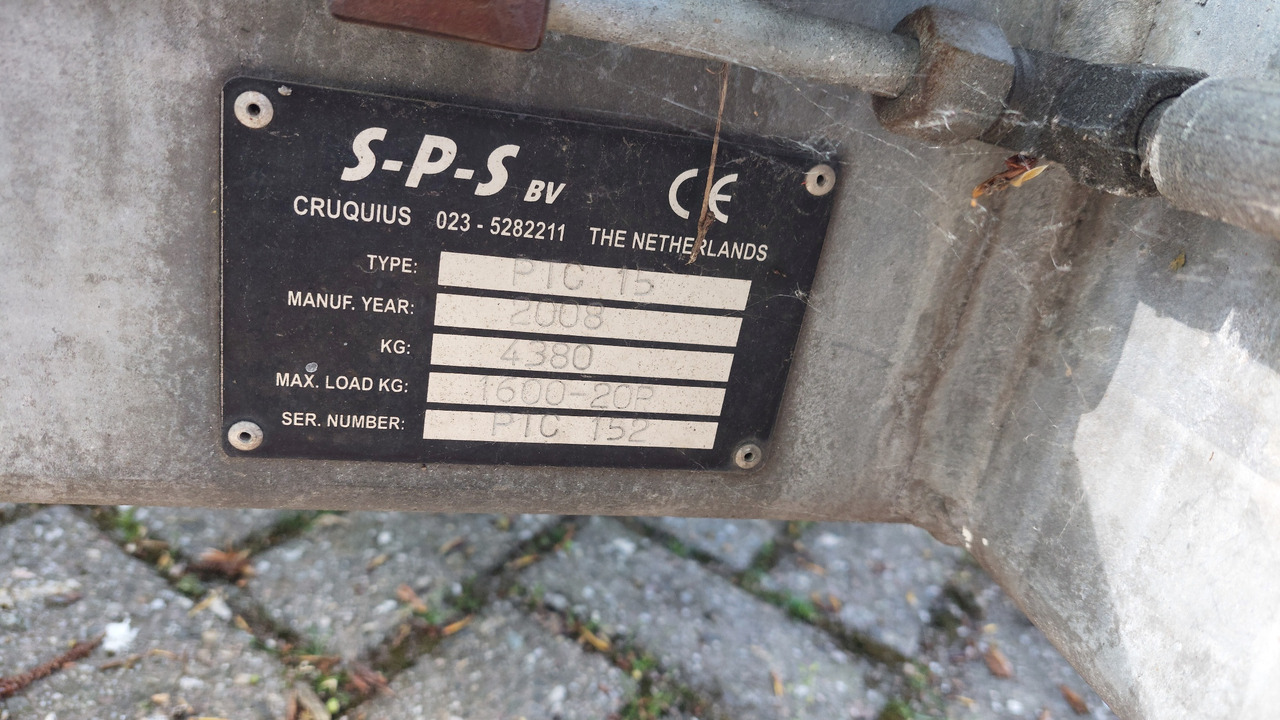 S-P-S BV CE
CRUQUIUS 023 - 5282211 THE NETHERLANDS
TYPE: PTC 15
MANUF. YEAR: 2008
KG: 4380
MAX. LOAD KG: 1600-20P
SER. NUMBER: PTC 152